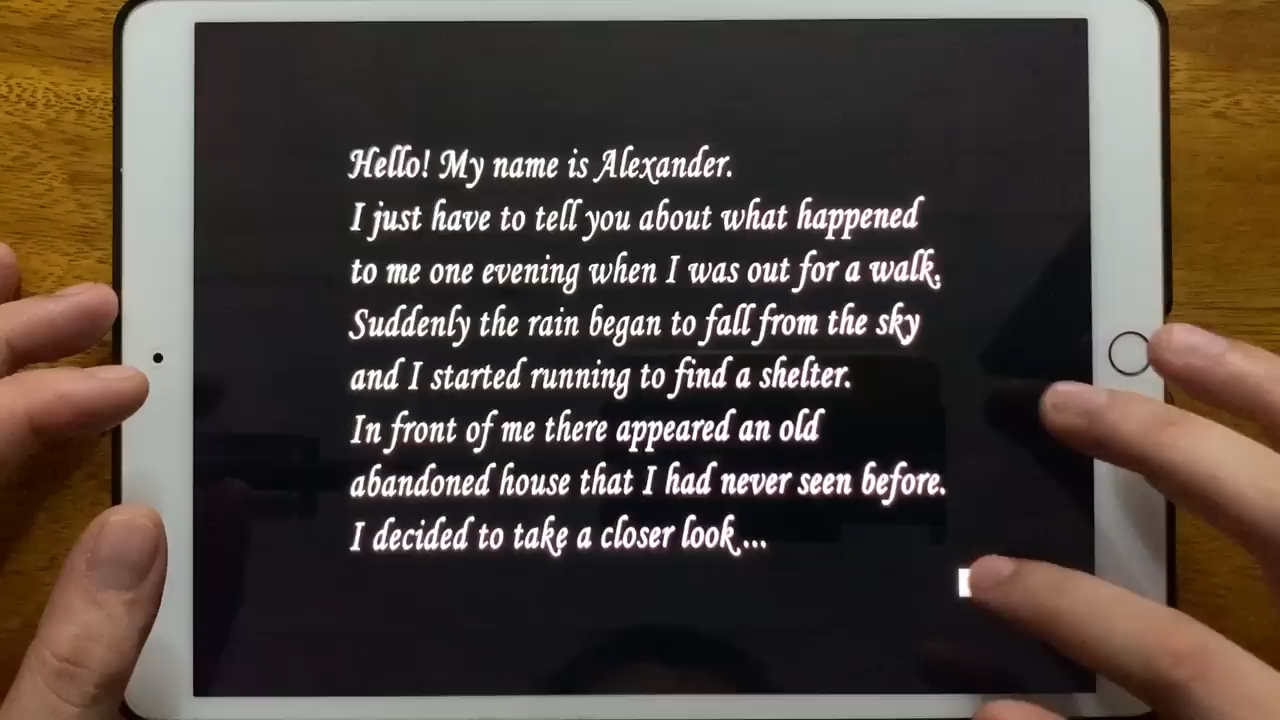 Hello! My name is Alexander.
I just have to tell you about what happened
to me one evening when I was out for a walk.
Suddenly the rain began to fall from the sky
and I started running to find a shelter.
In front of me there appeared an old
abandoned house that I had never seen before.
I decided to take a closer look...